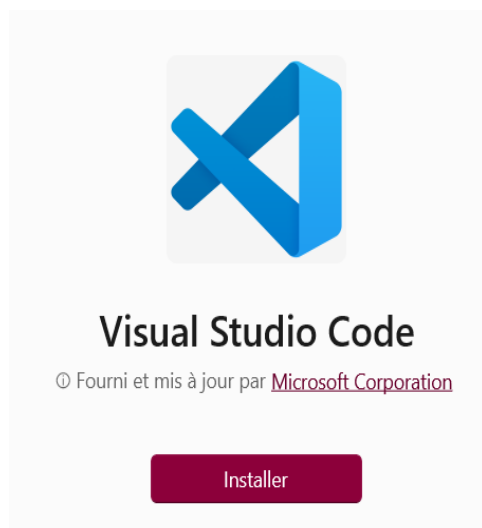 Visual Studio Code
ⓘ Fourni et mis à jour par Microsoft Corporation
Installer